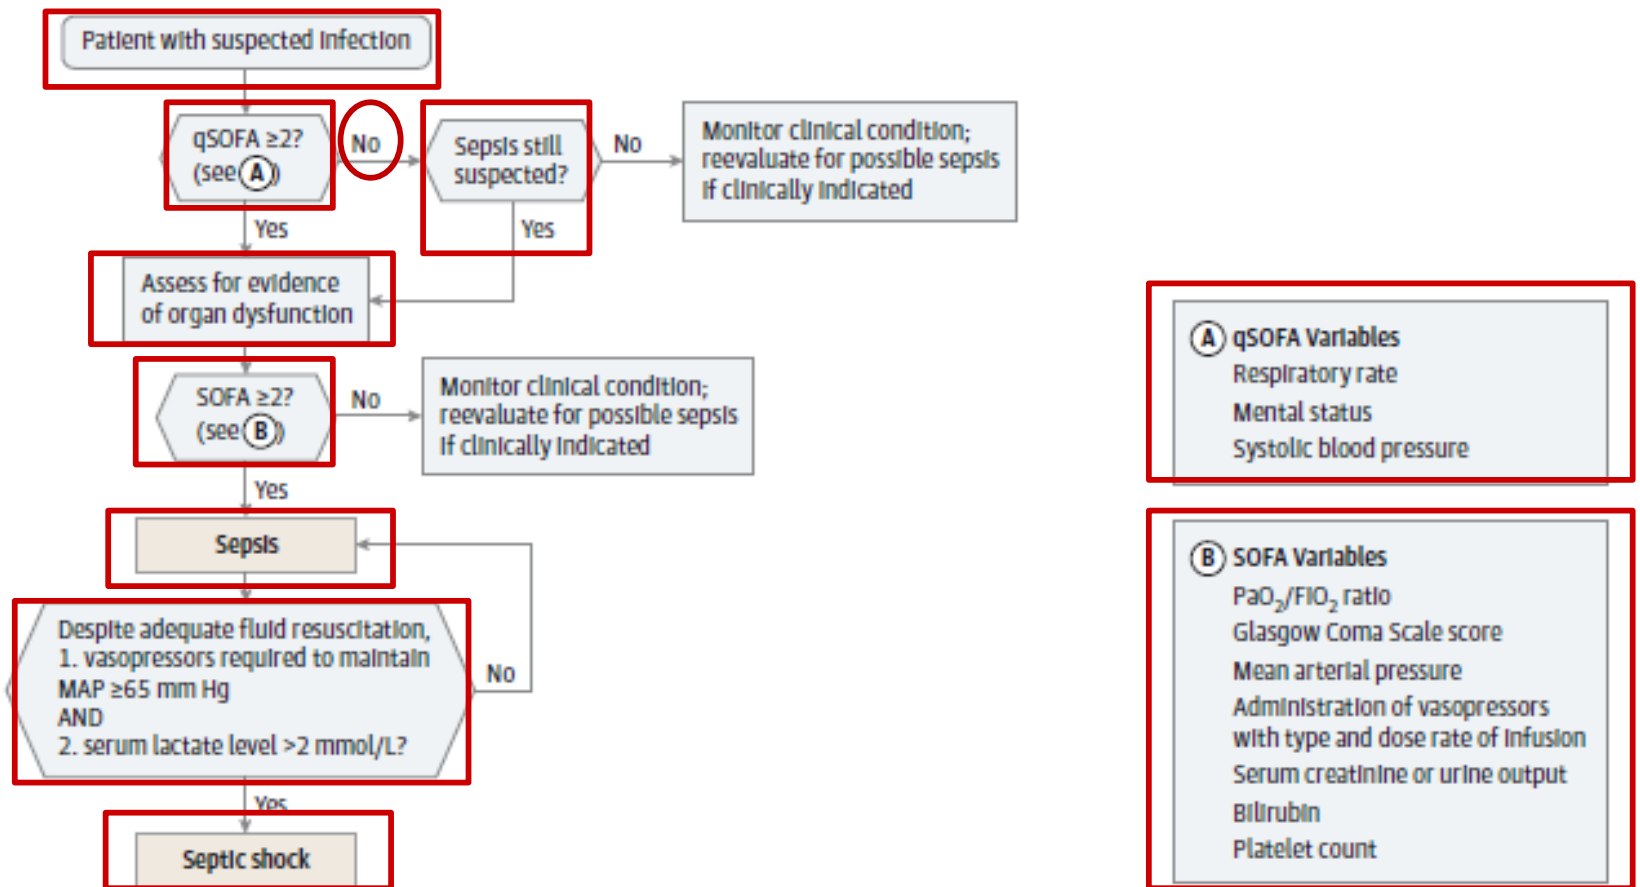 Patient with suspected infection
qSOFA ≥2?
(see A)
No
Sepsis still
suspected?
No
Monitor clinical condition;
reevaluate for possible sepsis
if clinically indicated
Yes
Yes
Assess for evidence
of organ dysfunction
SOFA ≥2?
(see B)
No
Monitor clinical condition;
reevaluate for possible sepsis
if clinically indicated
Yes
Sepsis
Despite adequate fluid resuscitation,
1. vasopressors required to maintain
MAP ≥65 mm Hg
AND
2. serum lactate level >2 mmol/L?
No
Yes
Septic shock
A qSOFA Variables
Respiratory rate
Mental status
Systolic blood pressure
B SOFA Variables
PaO2/FiO2 ratio
Glasgow Coma Scale score
Mean arterial pressure
Administration of vasopressors
with type and dose rate of infusion
Serum creatinine or urine output
Bilirubin
Platelet count